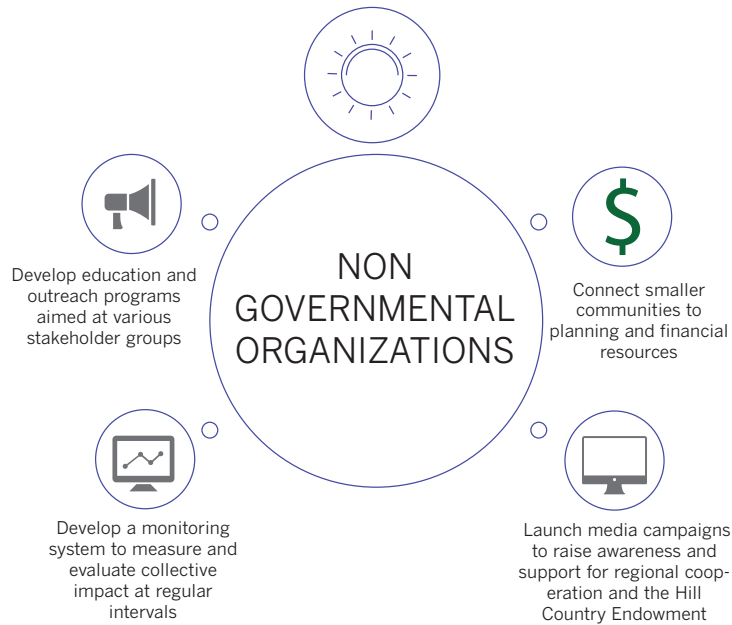 NON
GOVERNMENTAL
ORGANIZATIONS
Develop education and
outreach programs
aimed at various
stakeholder groups
Connect smaller
communities to
planning and financial
resources
Develop a monitoring
system to measure and
evaluate collective
impact at regular
intervals
Launch media campaigns
to raise awareness and
support for regional coop-
eration and the Hill
Country Endowment